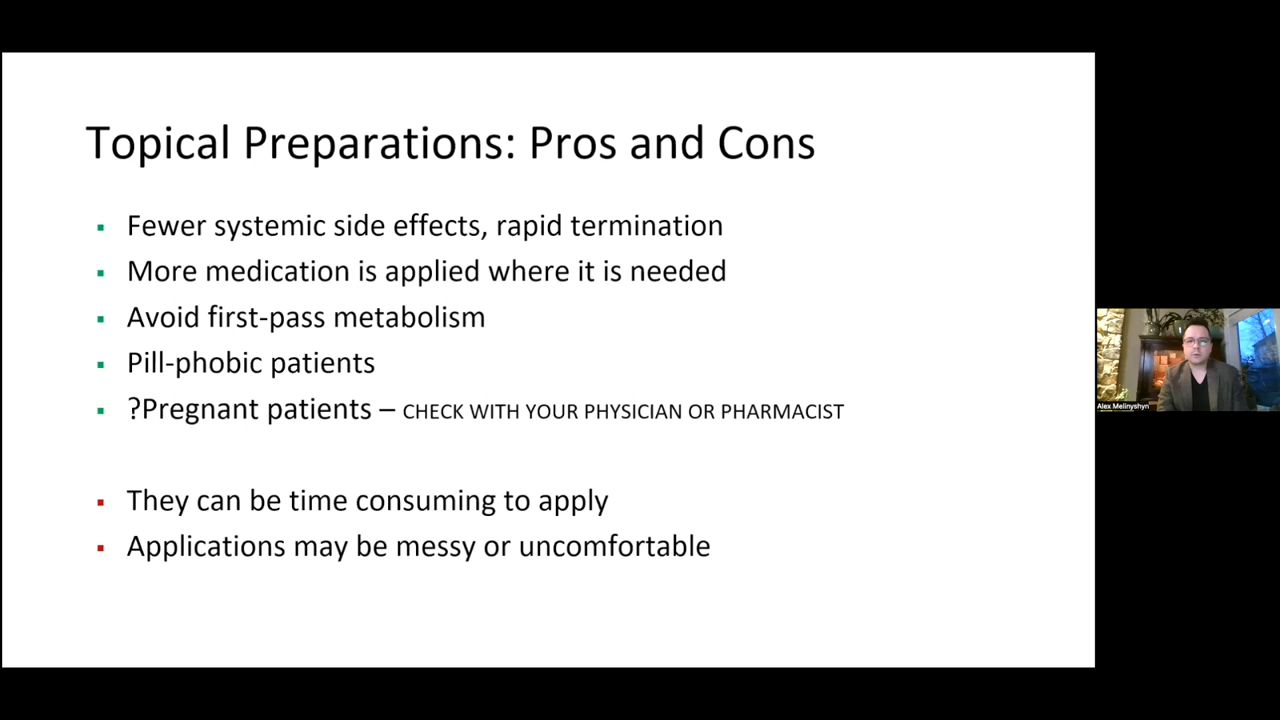 Topical Preparations: Pros and Cons
Fewer systemic side effects, rapid termination
More medication is applied where it is needed
Avoid first-pass metabolism
Pill-phobic patients
?Pregnant patients – CHECK WITH YOUR PHYSICIAN OR PHARMACIST
They can be time consuming to apply
Applications may be messy or uncomfortable
Alex Melinyshyn